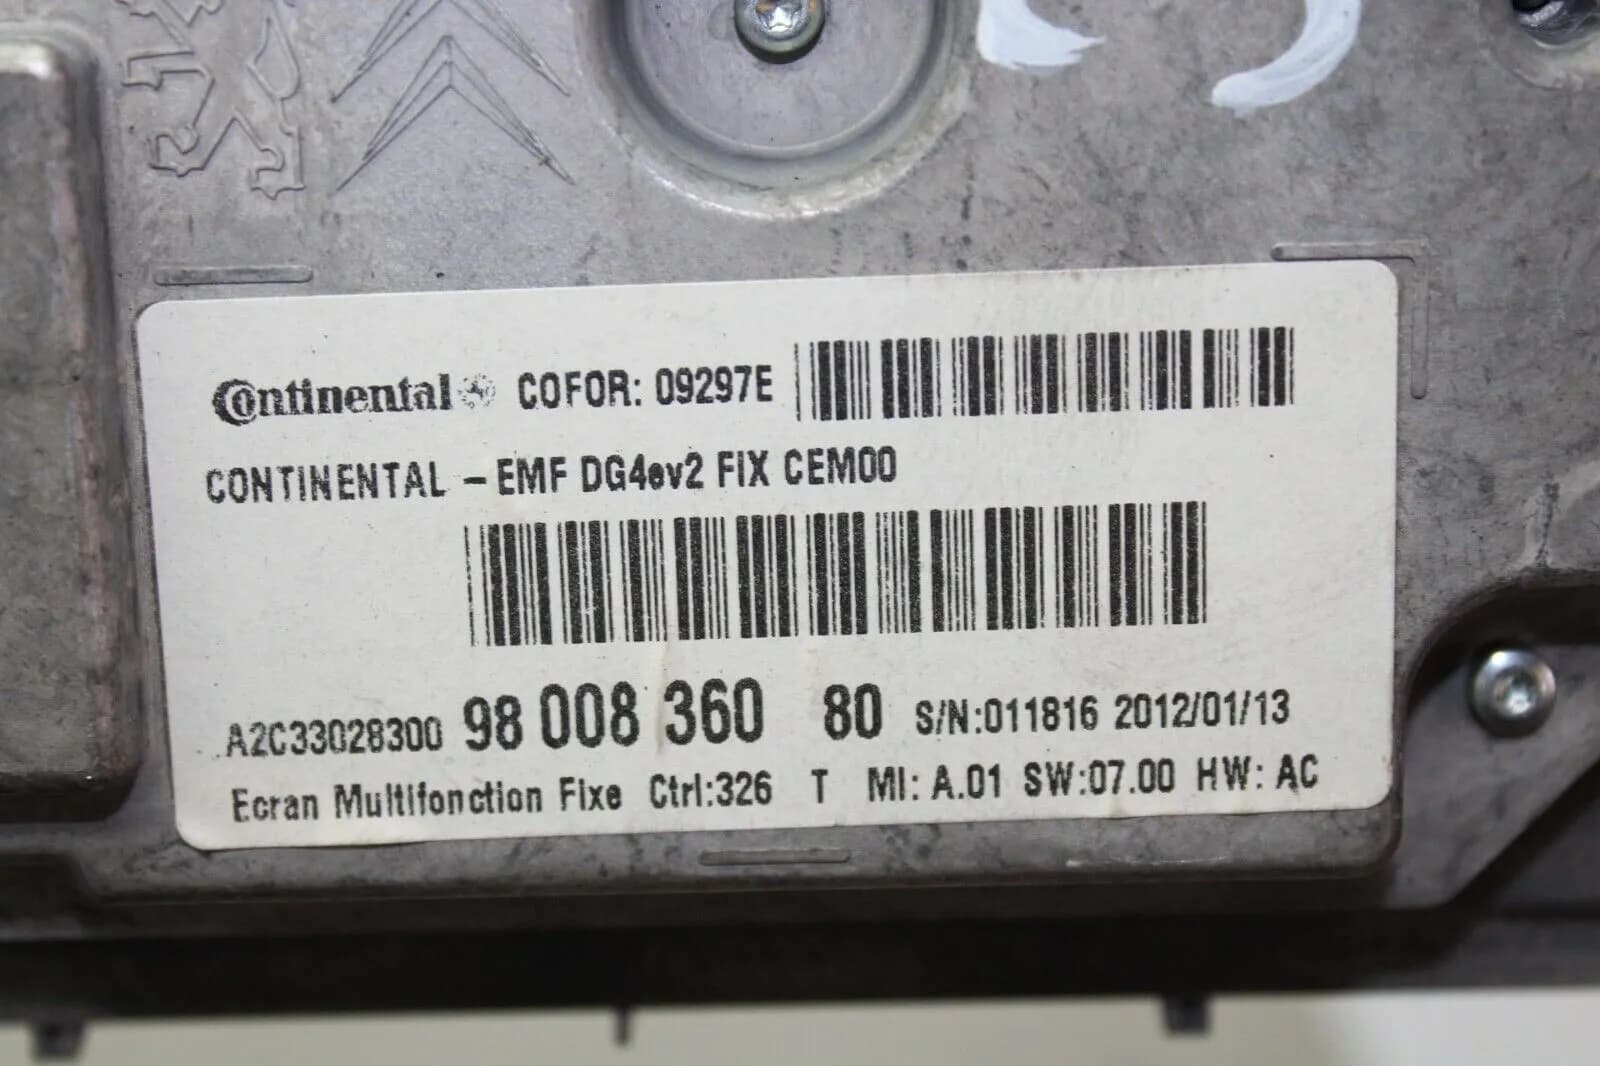 Continental COFOR: 09297E
CONTINENTAL - EMF DG4ev2 FIX CEM00
A2C33028300 98 008 360 80 S/N:011816 2012/01/13
Ecran Multifonction Fixe Ctrl:326 T MI: A.01 SW:07.00 HW: AC